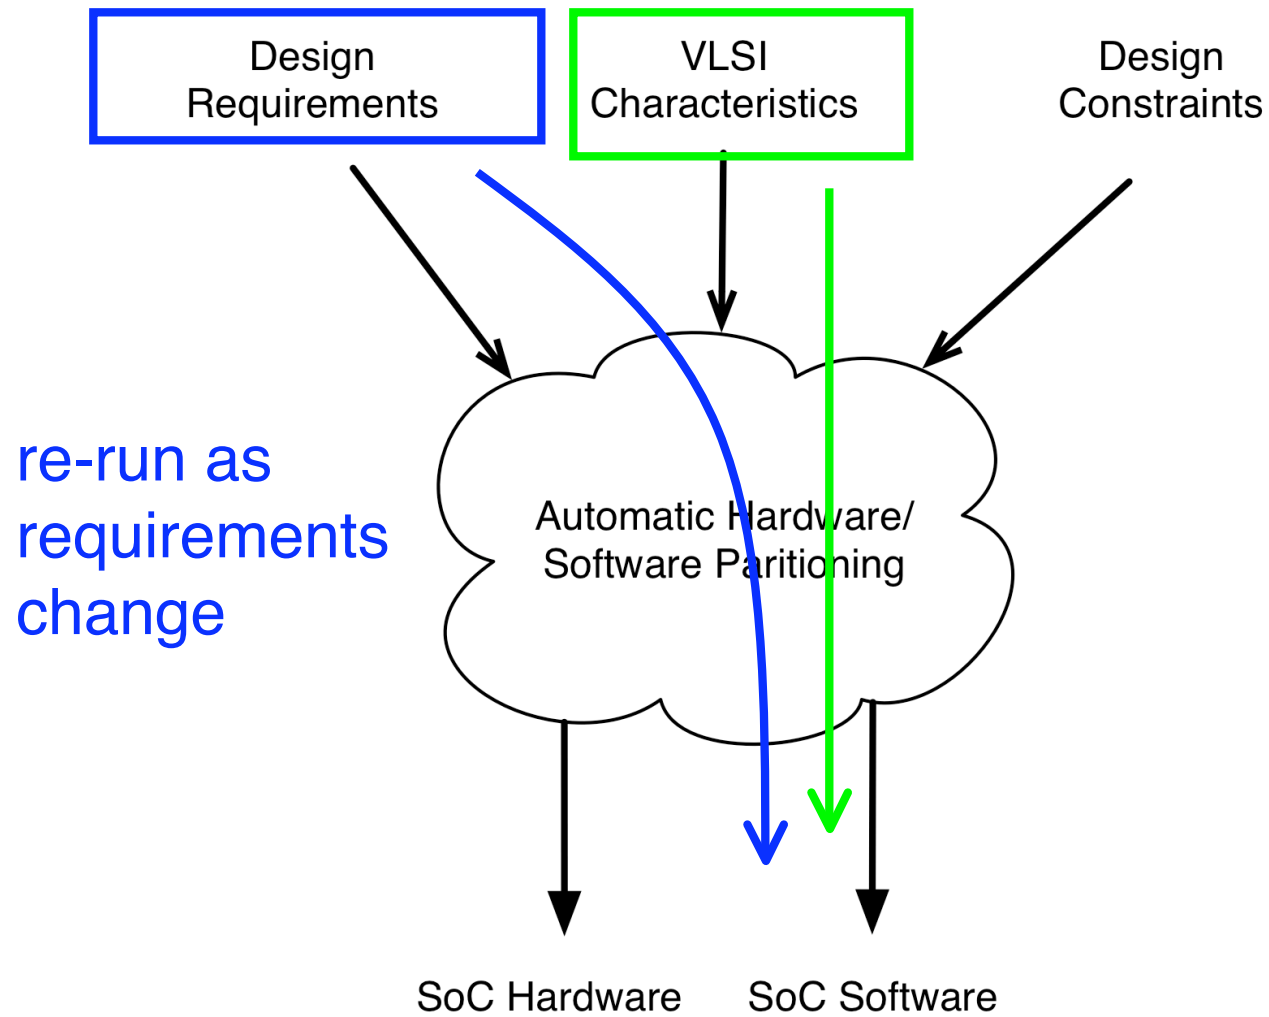 Design
Requirements
VLSI
Characteristics
Design
Constraints
re-run as
requirements
change
Automatic Hardware/
Software Paritioning
SoC Hardware
SoC Software